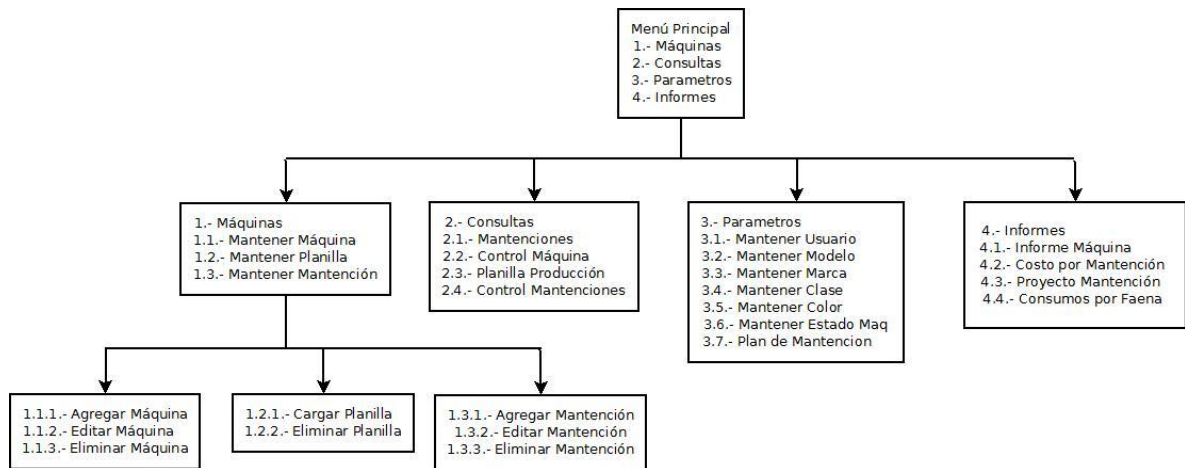 Menú Principal
1.- Máquinas
2.- Consultas
3.- Parametros
4.- Informes
1.- Máquinas
1.1.- Mantener Máquina
1.2.- Mantener Planilla
1.3.- Mantener Mantención
2.- Consultas
2.1.- Mantenciones
2.2.- Control Máquina
2.3.- Planilla Producción
2.4.- Control Mantenciones
3.- Parametros
3.1.- Mantener Usuario
3.2.- Mantener Modelo
3.3.- Mantener Marca
3.4.- Mantener Clase
3.5.- Mantener Color
3.6.- Mantener Estado Maq
3.7.- Plan de Mantencion
4.- Informes
4.1.- Informe Máquina
4.2.- Costo por Mantención
4.3.- Proyecto Mantención
4.4.- Consumos por Faena
1.1.1.- Agregar Máquina
1.1.2.- Editar Máquina
1.1.3.- Eliminar Máquina
1.2.1.- Cargar Planilla
1.2.2.- Eliminar Planilla
1.3.1.- Agregar Mantención
1.3.2.- Editar Mantención
1.3.3.- Eliminar Mantención